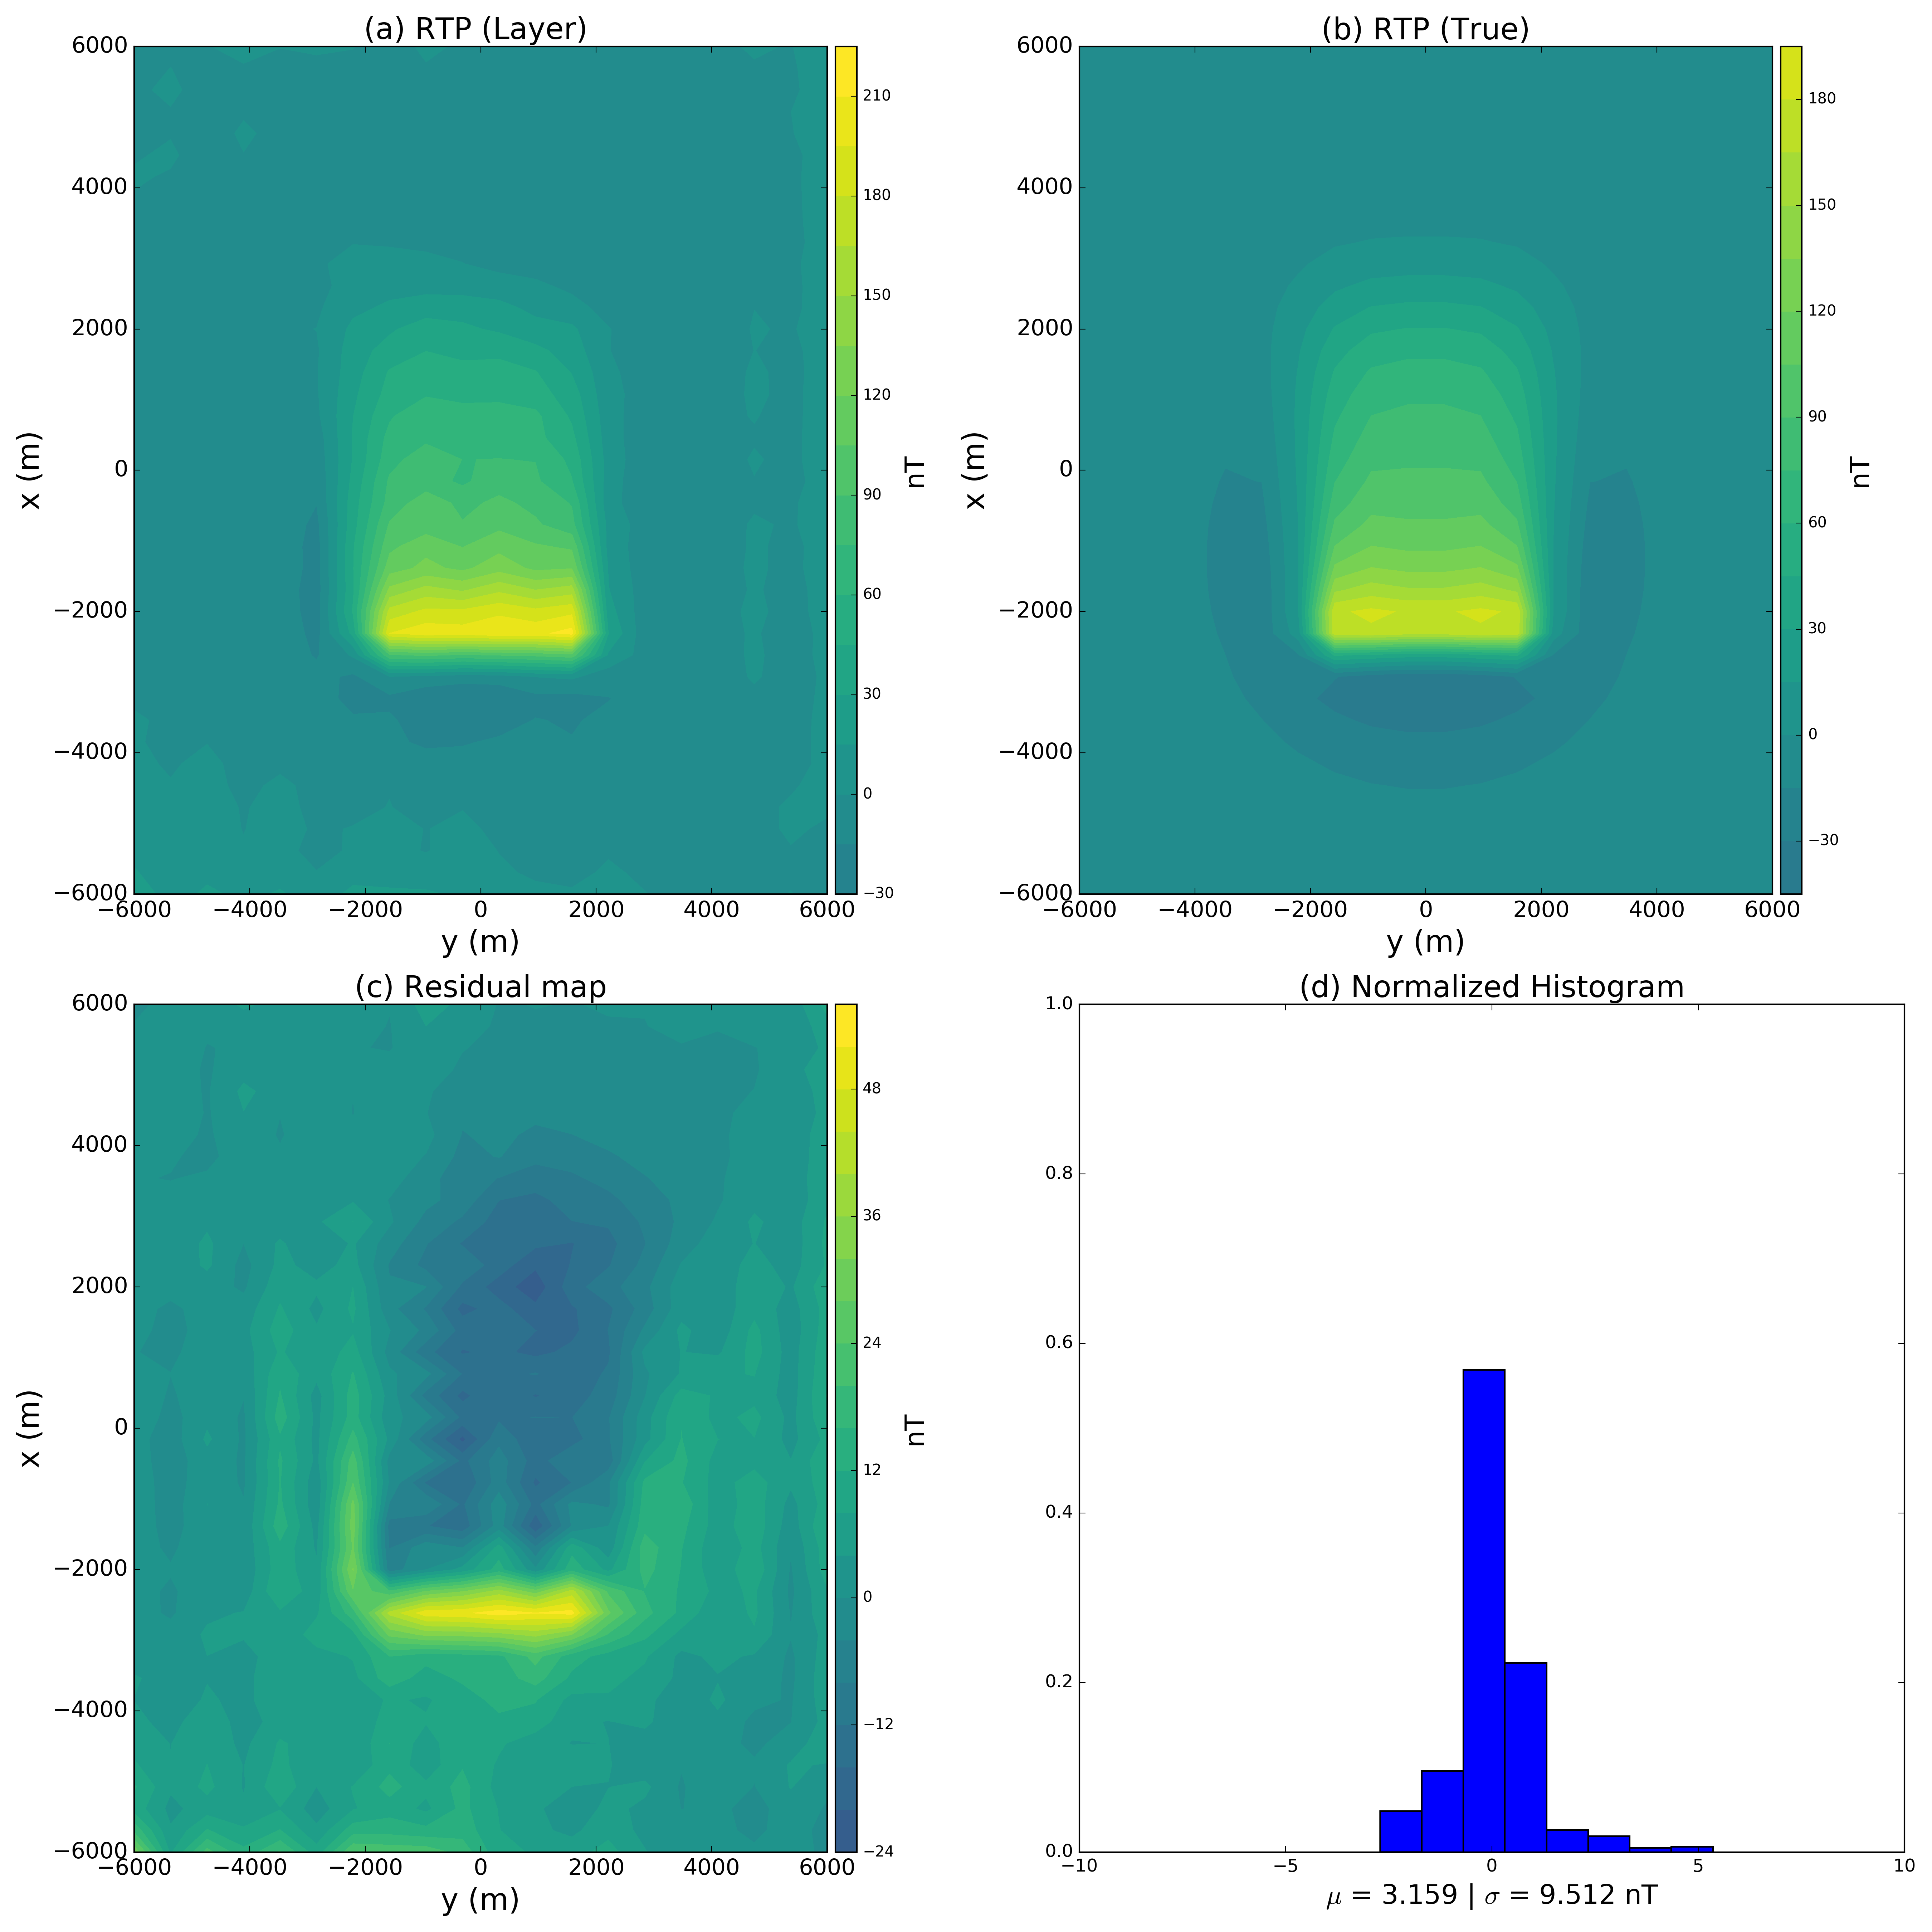 (a) RTP (Layer)
6000
4000
2000
0
−2000
−4000
−6000
x (m)
−6000 −4000 −2000 0 2000 4000 6000
y (m)
210
180
150
120
90
60
30
0
−30
nT
(b) RTP (True)
6000
4000
2000
0
−2000
−4000
−6000
x (m)
−6000 −4000 −2000 0 2000 4000 6000
y (m)
180
150
120
90
60
30
0
−30
nT
(c) Residual map
6000
4000
2000
0
−2000
−4000
−6000
x (m)
−6000 −4000 −2000 0 2000 4000 6000
y (m)
48
36
24
12
0
−12
−24
nT
(d) Normalized Histogram
1.0
0.8
0.6
0.4
0.2
0.0
−10 −5 0 5 10
μ = 3.159 | σ = 9.512 nT